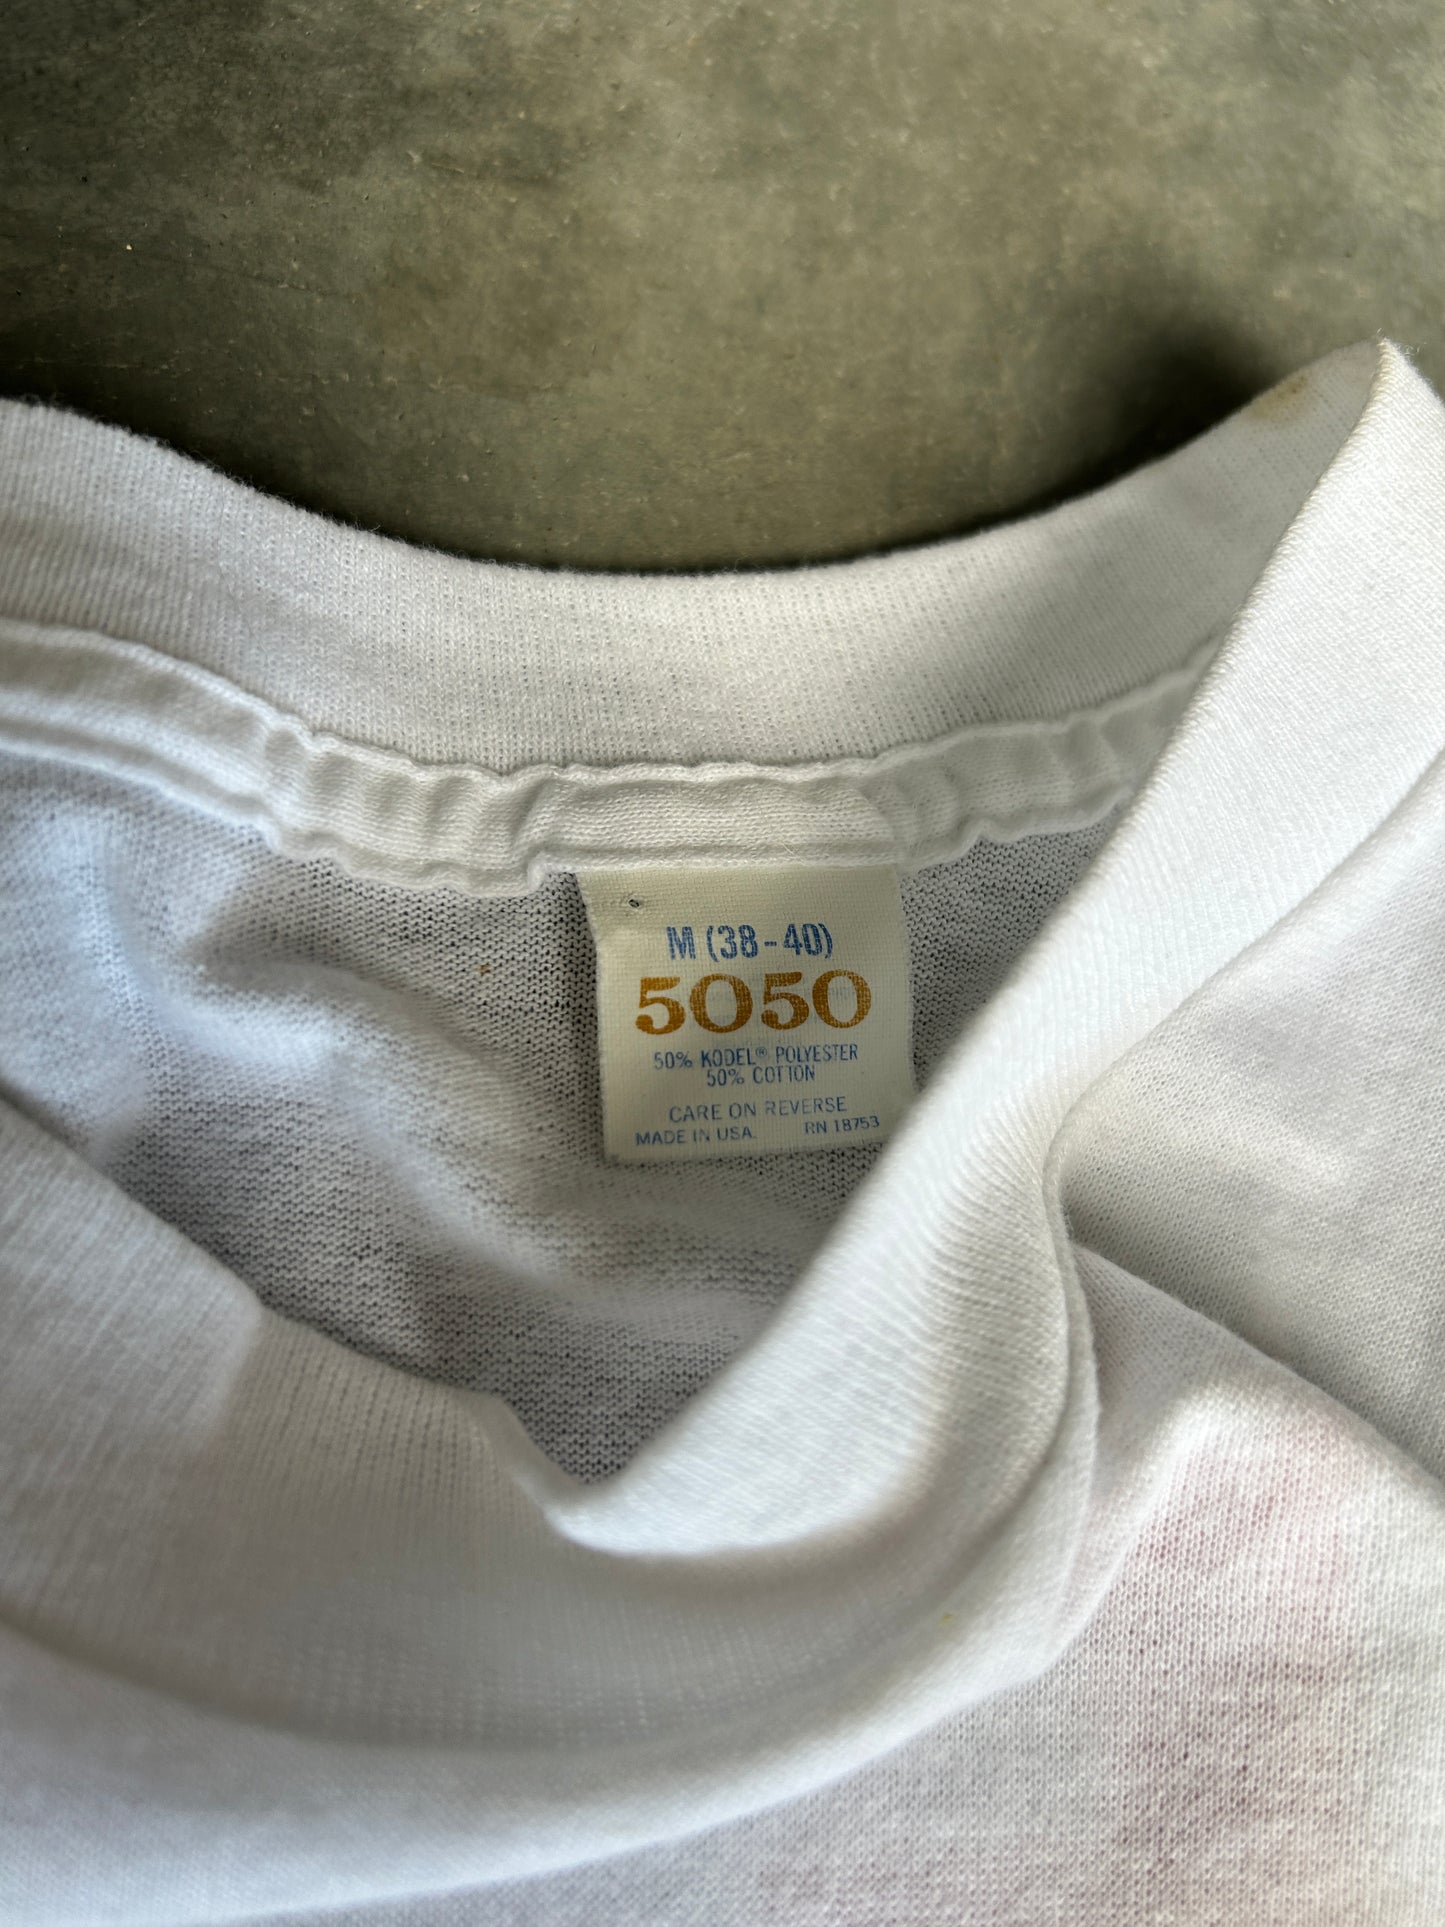 M (38-40)
5050
50% KODEL® POLYESTER
50% COTTON
CARE ON REVERSE
MADE IN USA. RN 18753